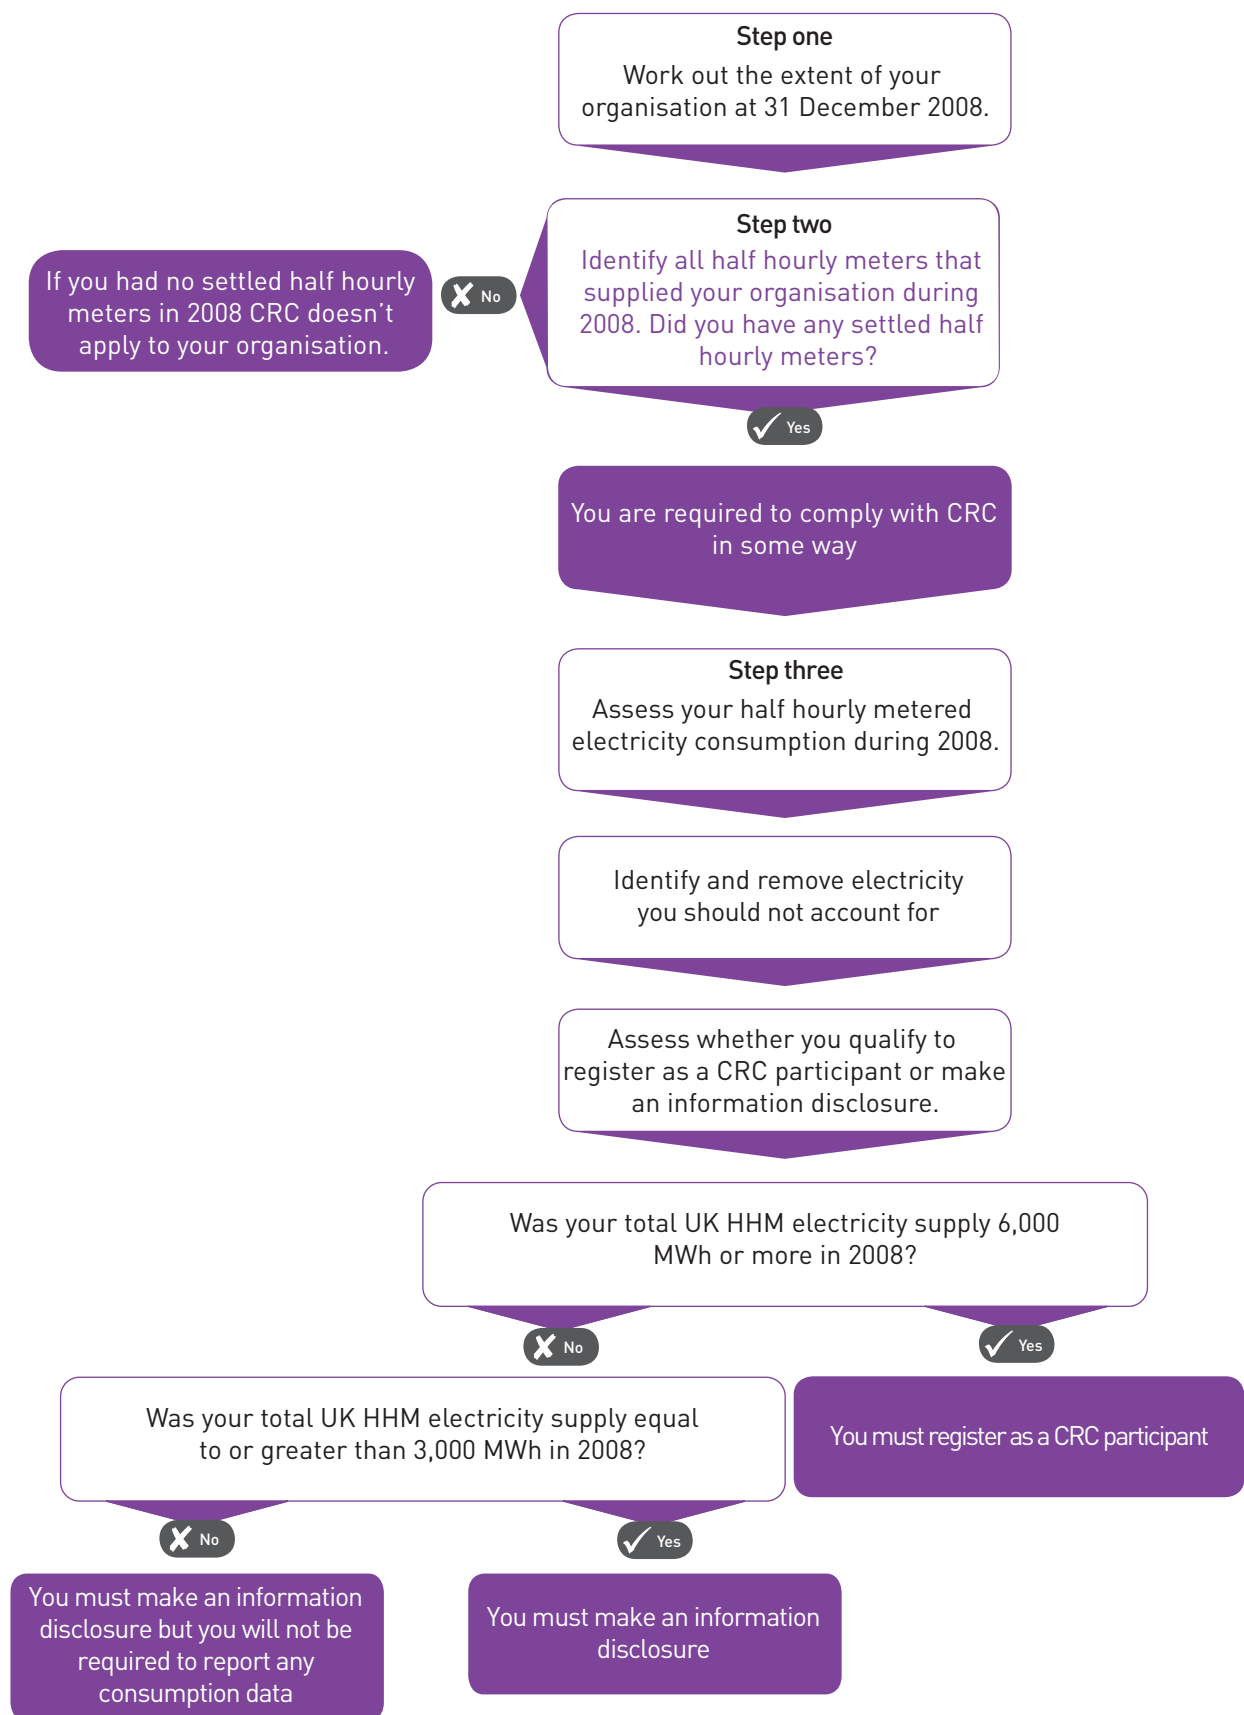 Step one
Work out the extent of your
organisation at 31 December 2008.
Step two
Identify all half hourly meters that
supplied your organisation during
2008. Did you have any settled half
hourly meters?
No
If you had no settled half hourly
meters in 2008 CRC doesn’t
apply to your organisation.
Yes
You are required to comply with CRC
in some way
Step three
Assess your half hourly metered
electricity consumption during 2008.
Identify and remove electricity
you should not account for
Assess whether you qualify to
register as a CRC participant or make
an information disclosure.
Was your total UK HHM electricity supply 6,000
MWh or more in 2008?
No
Yes
Was your total UK HHM electricity supply equal
to or greater than 3,000 MWh in 2008?
You must register as a CRC participant
No
Yes
You must make an information
disclosure but you will not be
required to report any
consumption data
You must make an information
disclosure